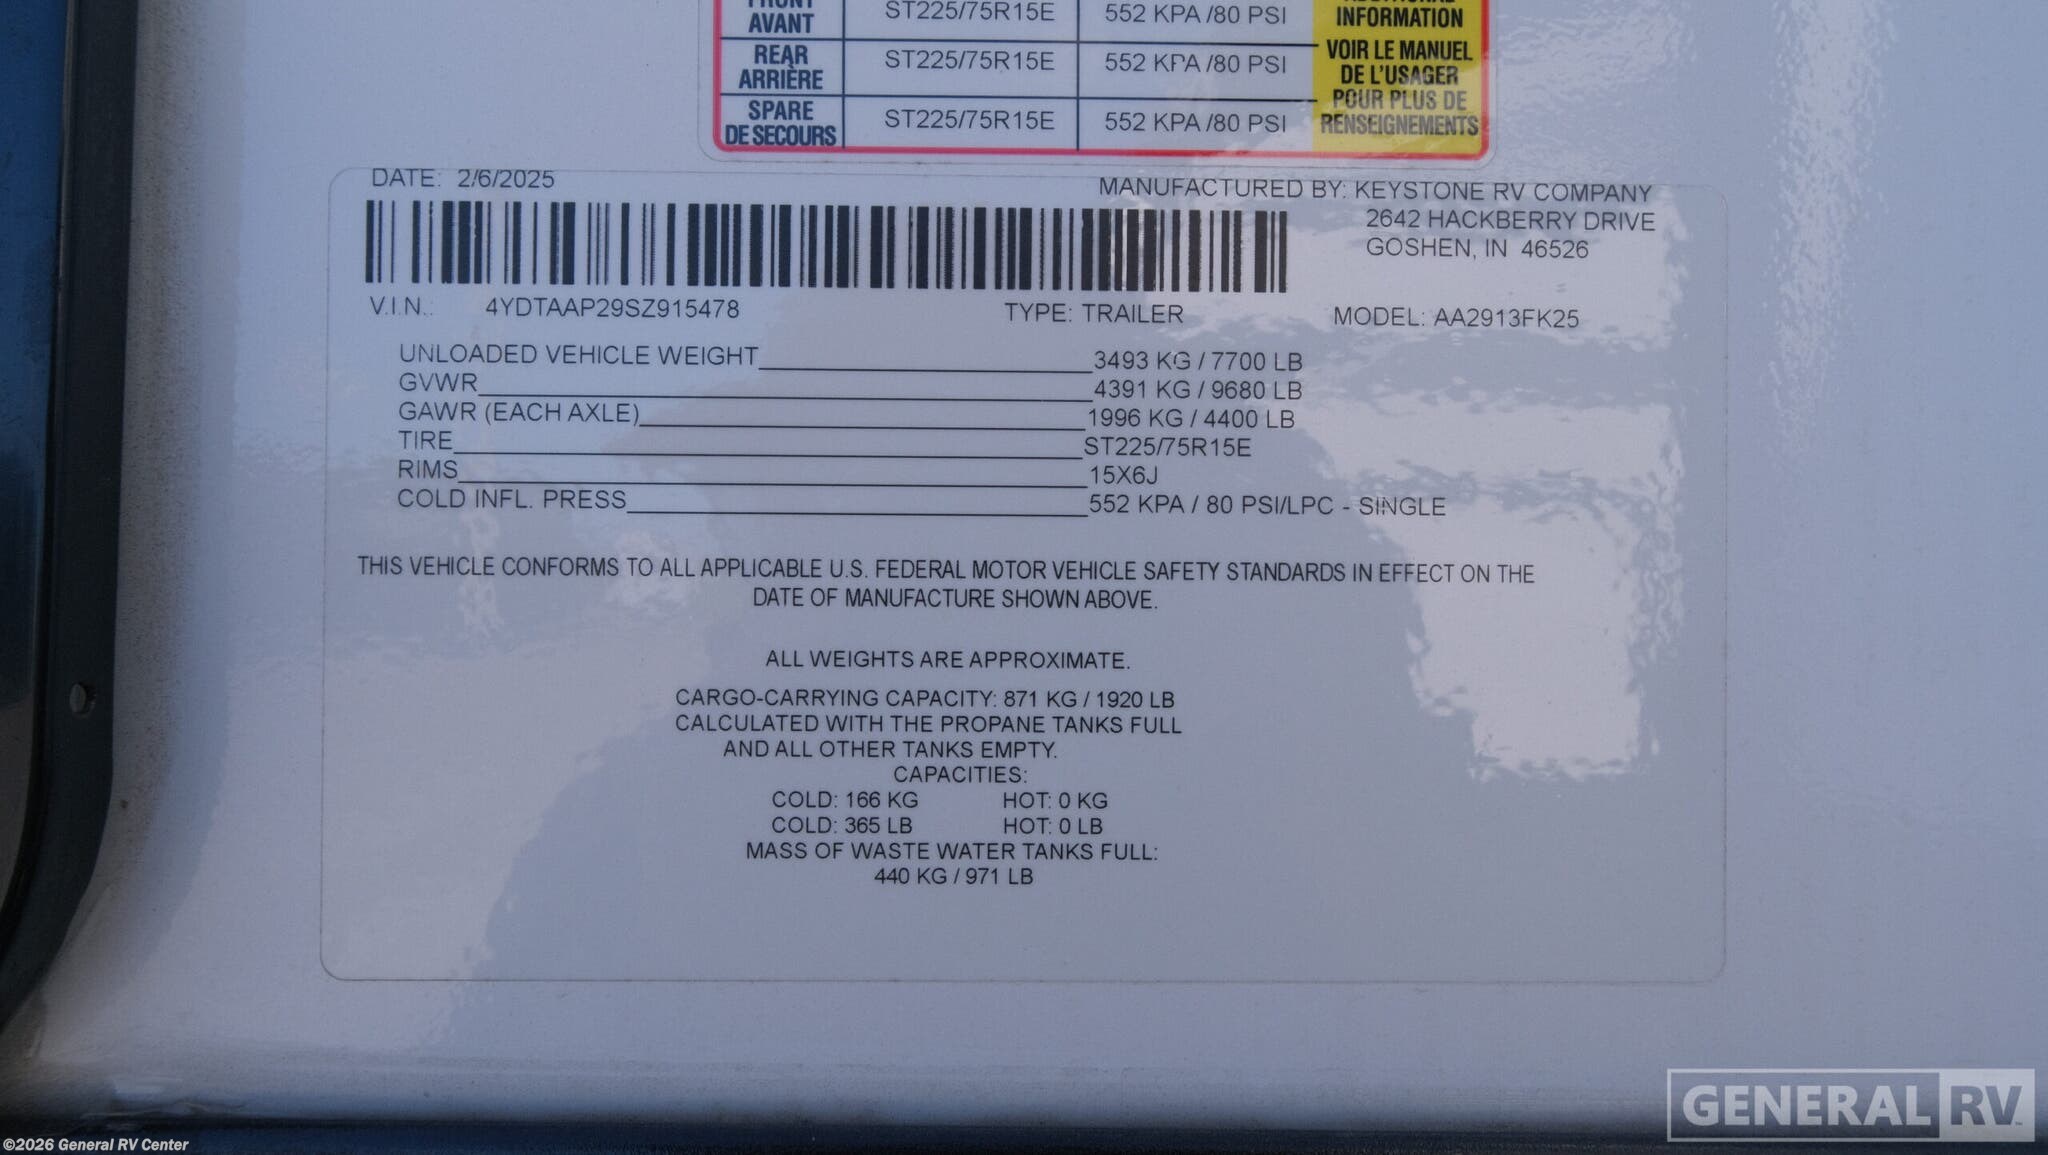 FRONT ST225/75R15E 552 KPA /80 PSI ADDITIONAL
AVANT INFORMATION
REAR ST225/75R15E 552 KPA /80 PSI VOIR LE MANUEL
ARRIÈRE DE L'USAGER
SPARE ST225/75R15E 552 KPA /80 PSI POUR PLUS DE
DE SECOURS RENSEIGNEMENTS
DATE: 2/6/2025
MANUFACTURED BY: KEYSTONE RV COMPANY
2642 HACKBERRY DRIVE
GOSHEN, IN 46526
V.I.N.: 4YDTAAP29SZ915478 TYPE: TRAILER MODEL: AA2913FK25
UNLOADED VEHICLE WEIGHT 3493 KG / 7700 LB
GVWR 4391 KG / 9680 LB
GAWR (EACH AXLE) 1996 KG / 4400 LB
TIRE ST225/75R15E
RIMS 15X6J
COLD INFL. PRESS 552 KPA / 80 PSI/LPC - SINGLE
THIS VEHICLE CONFORMS TO ALL APPLICABLE U.S. FEDERAL MOTOR VEHICLE SAFETY STANDARDS IN EFFECT ON THE
DATE OF MANUFACTURE SHOWN ABOVE.
ALL WEIGHTS ARE APPROXIMATE.
CARGO-CARRYING CAPACITY: 871 KG / 1920 LB
CALCULATED WITH THE PROPANE TANKS FULL
AND ALL OTHER TANKS EMPTY.
CAPACITIES:
COLD: 166 KG HOT: 0 KG
COLD: 365 LB HOT: 0 LB
MASS OF WASTE WATER TANKS FULL:
440 KG / 971 LB
GENERAL RV
©2026 General RV Center